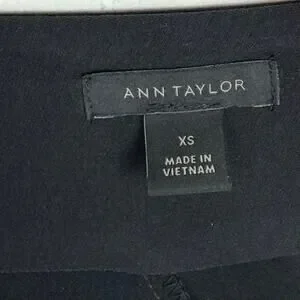 ANN TAYLOR
XS
MADE IN
VIETNAM